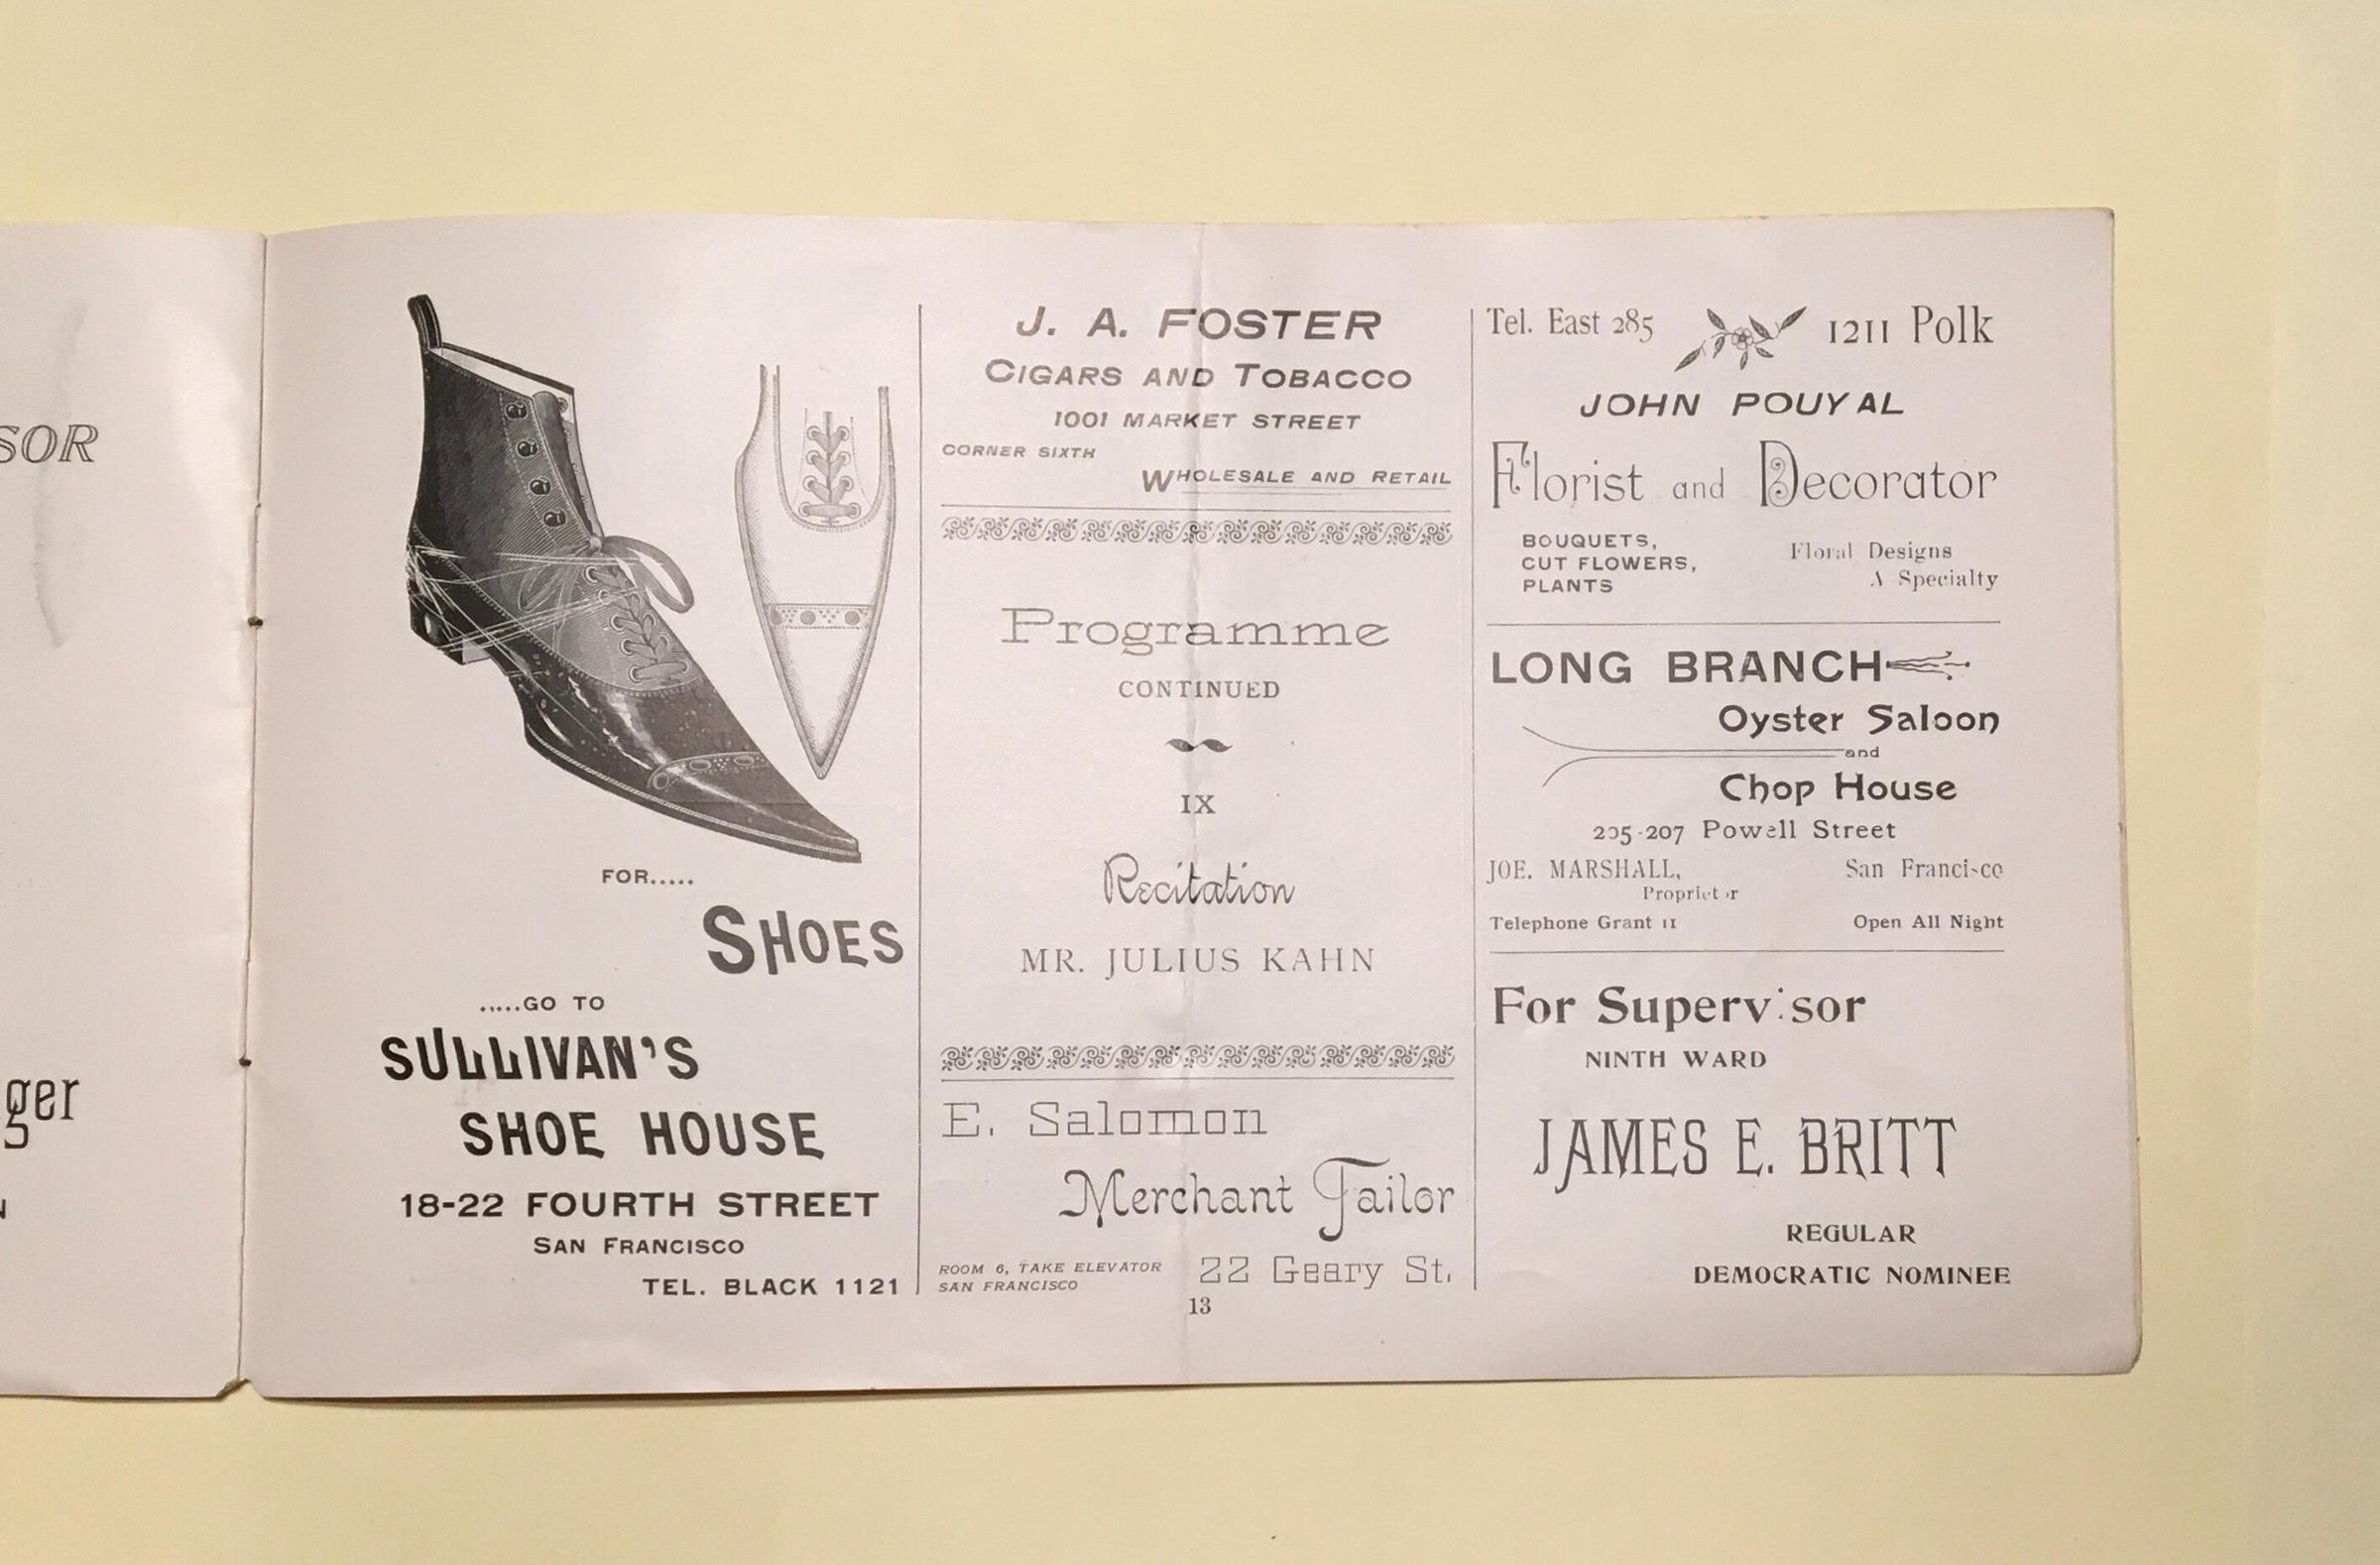 SOR
ger
FOR.....
SHOES
.....GO TO
SULLIVAN'S
SHOE HOUSE
18-22 FOURTH STREET
SAN FRANCISCO
TEL. BLACK 1121
J. A. FOSTER
CIGARS AND TOBACCO
1001 MARKET STREET
CORNER SIXTH
WHOLESALE AND RETAIL
Programme
CONTINUED
IX
Recitation
MR. JULIUS KAHN
E. Salomon
Merchant Tailor
ROOM 6, TAKE ELEVATOR
SAN FRANCISCO
22 Geary St.
13
Tel. East 285
1211 Polk
JOHN POUYAL
Florist and Decorator
BOUQUETS,
CUT FLOWERS,
PLANTS
Floral Designs
A Specialty
LONG BRANCH
Oyster Saloon
and
Chop House
205-207 Powell Street
JOE. MARSHALL,
Proprietor
San Francisco
Telephone Grant 11
Open All Night
For Supervisor
NINTH WARD
JAMES E. BRITT
REGULAR
DEMOCRATIC NOMINEE